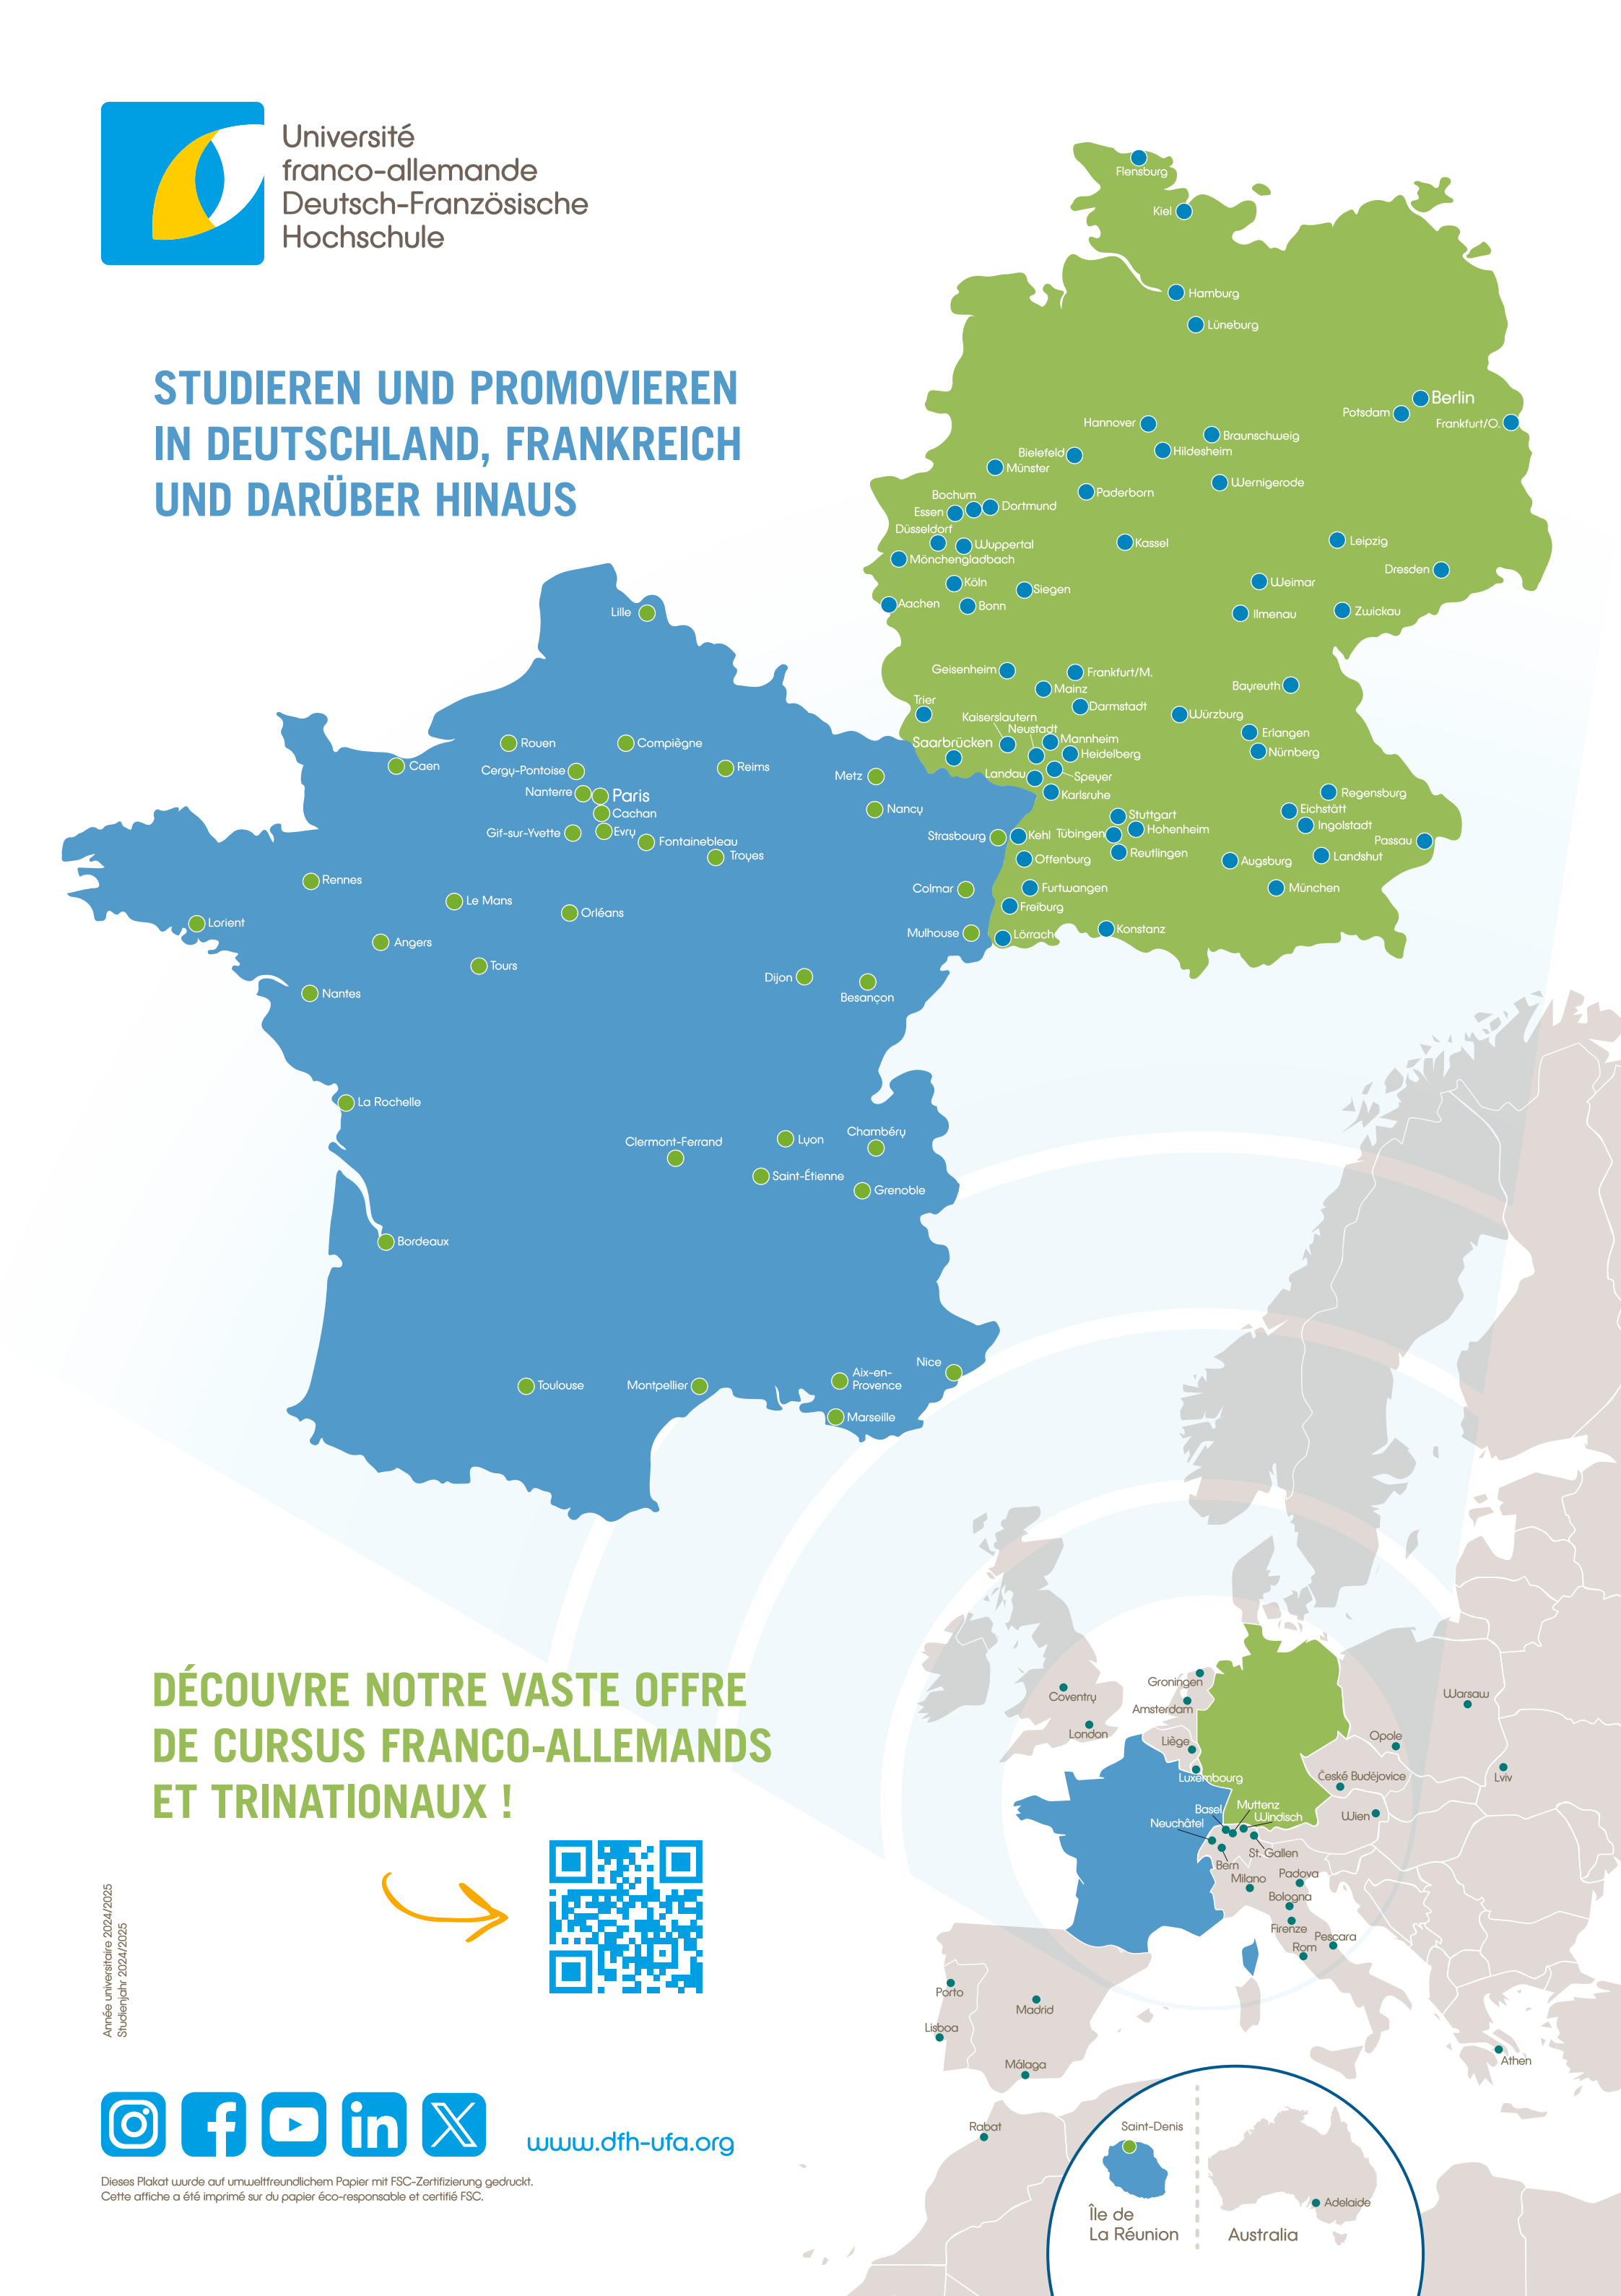 Université
franco-allemande
Deutsch-Französische
Hochschule
STUDIEREN UND PROMOVIEREN
IN DEUTSCHLAND, FRANKREICH
UND DARÜBER HINAUS
Flensburg
Kiel
Hamburg
Lüneburg
Berlin
Potsdam
Frankfurt/O.
Hannover
Braunschweig
Hildesheim
Bielefeld
Münster
Wernigerode
Paderborn
Bochum
Dortmund
Essen
Düsseldorf
Wuppertal
Kassel
Leipzig
Mönchengladbach
Dresden
Köln
Siegen
Weimar
Aachen
Bonn
Ilmenau
Zwickau
Geisenheim
Frankfurt/M.
Mainz
Bayreuth
Trier
Darmstadt
Würzburg
Kaiserslautern
Neustadt
Erlangen
Saarbrücken
Mannheim
Heidelberg
Nürnberg
Landau
Speyer
Karlsruhe
Regensburg
Eichstätt
Stuttgart
Ingolstadt
Kehl
Tübingen
Hohenheim
Passau
Offenburg
Reutlingen
Augsburg
Landshut
Furtwangen
München
Freiburg
Lörrach
Konstanz
Lille
Rouen
Compiègne
Caen
Cergy-Pontoise
Reims
Metz
Nanterre
Paris
Cachan
Nancy
Gif-sur-Yvette
Evry
Fontainebleau
Strasbourg
Troyes
Rennes
Colmar
Le Mans
Orléans
Lorient
Angers
Mulhouse
Tours
Dijon
Nantes
Besançon
La Rochelle
Clermont-Ferrand
Lyon
Chambéry
Saint-Étienne
Grenoble
Bordeaux
Nice
Aix-en-
Provence
Toulouse
Montpellier
Marseille
DÉCOUVRE NOTRE VASTE OFFRE
DE CURSUS FRANCO-ALLEMANDS
ET TRINATIONAUX !
Groningen
Coventry
Amsterdam
Warsaw
London
Liège
Opole
Luxembourg
České Budějovice
Lviv
Basel
Muttenz
Neuchâtel
Windisch
Wien
St. Gallen
Bern
Milano
Padova
Bologna
Firenze
Pescara
Rom
Porto
Madrid
Lisboa
Málaga
Athen
Rabat
Saint-Denis
Île de
La Réunion
Adelaide
Australia
Année universitaire 2024/2025
Studienjahr 2024/2025
www.dfh-ufa.org
Dieses Plakat wurde auf umweltfreundlichem Papier mit FSC-Zertifizierung gedruckt.
Cette affiche a été imprimé sur du papier éco-responsable et certifié FSC.